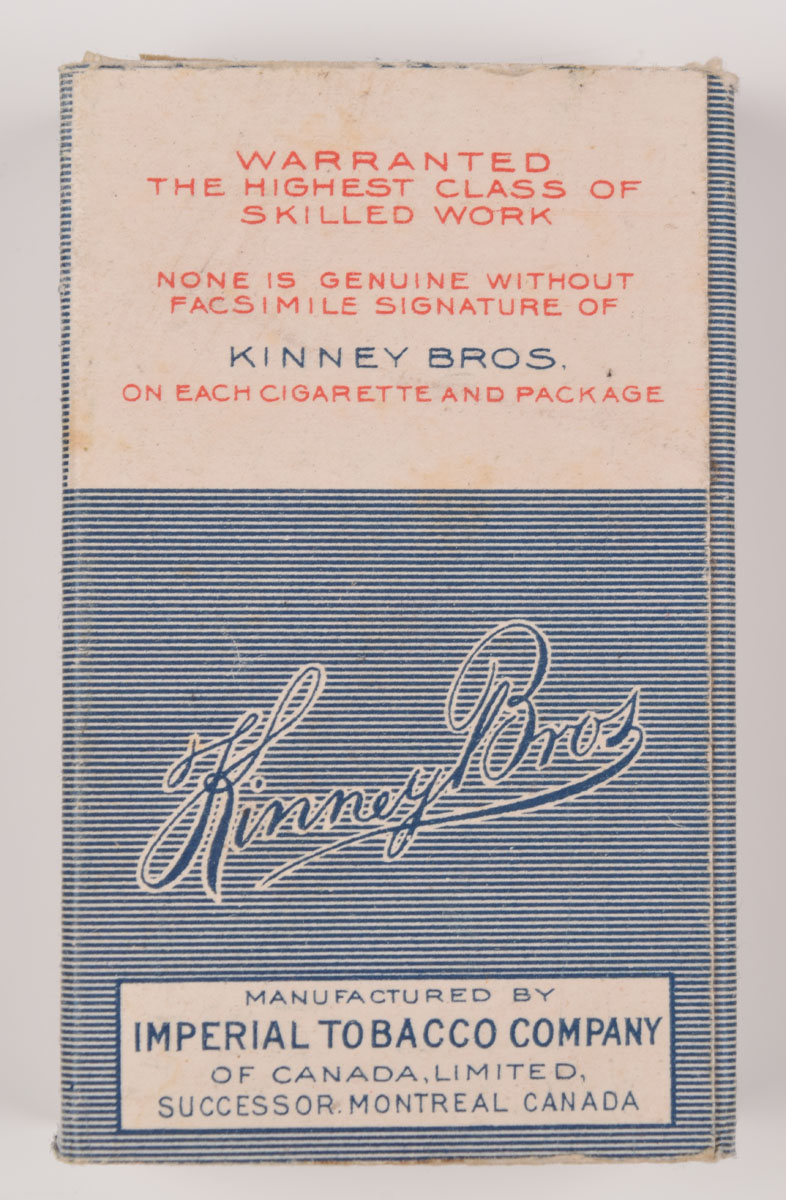 WARRANTED
THE HIGHEST CLASS OF
SKILLED WORK
NONE IS GENUINE WITHOUT
FACSIMILE SIGNATURE OF
KINNEY BROS.
ON EACH CIGARETTE AND PACKAGE
Kinney Bros
MANUFACTURED BY
IMPERIAL TOBACCO COMPANY
OF CANADA, LIMITED,
SUCCESSOR. MONTREAL CANADA